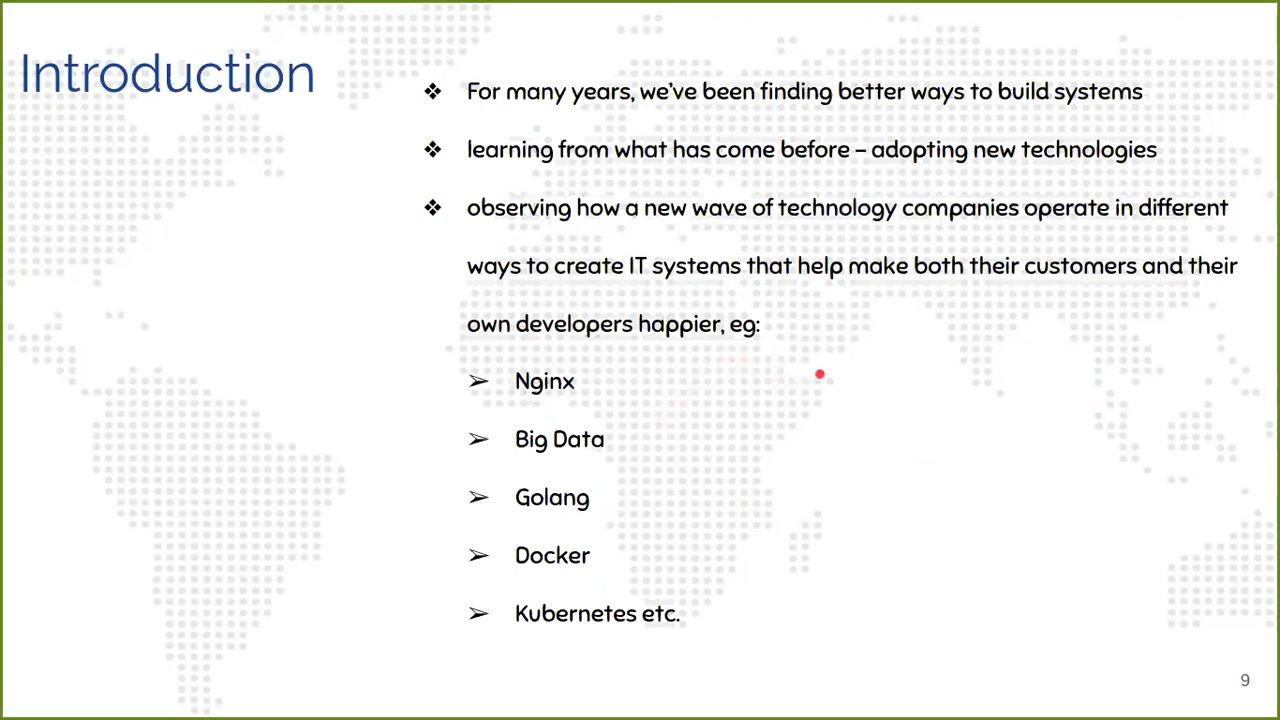 Introduction
❖ For many years, we've been finding better ways to build systems
❖ learning from what has come before – adopting new technologies
❖ observing how a new wave of technology companies operate in different
ways to create IT systems that help make both their customers and their
own developers happier, eg:
➢ Nginx
➢ Big Data
➢ Golang
➢ Docker
➢ Kubernetes etc.
9